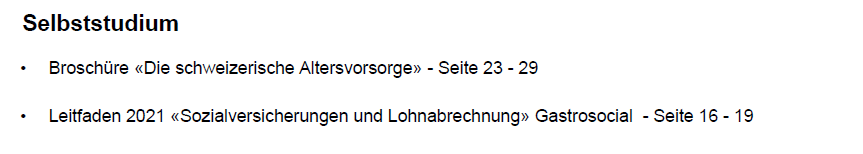 Selbststudium
• Broschüre «Die schweizerische Altersvorsorge» - Seite 23 - 29
• Leitfaden 2021 «Sozialversicherungen und Lohnabrechnung» Gastrosocial - Seite 16 - 19